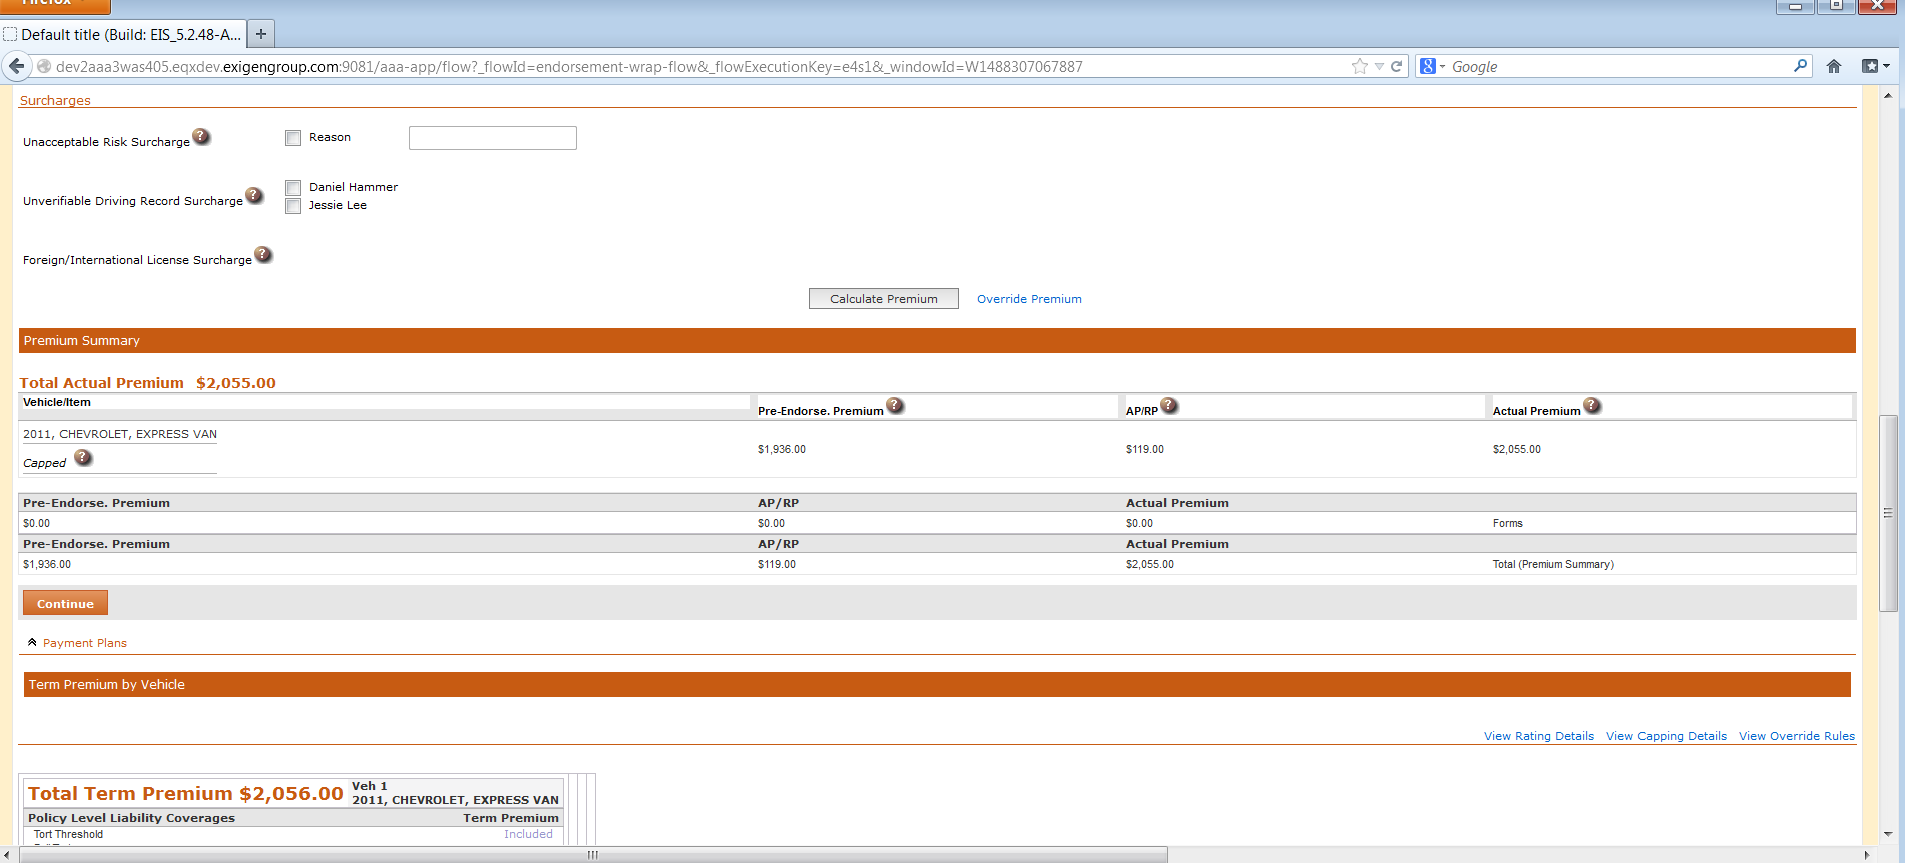 Firefox
Default title (Build: EIS_5.2.48-A...
dev2aaa3was405.eqxdev.exigengroup.com:9081/aaa-app/flow?_flowId=endorsement-wrap-flow&_flowExecutionKey=e4s1&_windowId=W1488307067887
Google
Surcharges
Unacceptable Risk Surcharge ? Reason
Unverifiable Driving Record Surcharge ? Daniel Hammer
Jessie Lee
Foreign/International License Surcharge ?
Calculate Premium Override Premium
Premium Summary
Total Actual Premium $2,055.00
Vehicle/Item Pre-Endorse. Premium ? AP/RP ? Actual Premium ?
2011, CHEVROLET, EXPRESS VAN
Capped ? $1,936.00 $119.00 $2,055.00
Pre-Endorse. Premium AP/RP Actual Premium
$0.00 $0.00 $0.00 Forms
Pre-Endorse. Premium AP/RP Actual Premium
$1,936.00 $119.00 $2,055.00 Total (Premium Summary)
Continue
Payment Plans
Term Premium by Vehicle
View Rating Details View Capping Details View Override Rules
Total Term Premium $2,056.00 Veh 1
2011, CHEVROLET, EXPRESS VAN
Policy Level Liability Coverages Term Premium
Tort Threshold Included